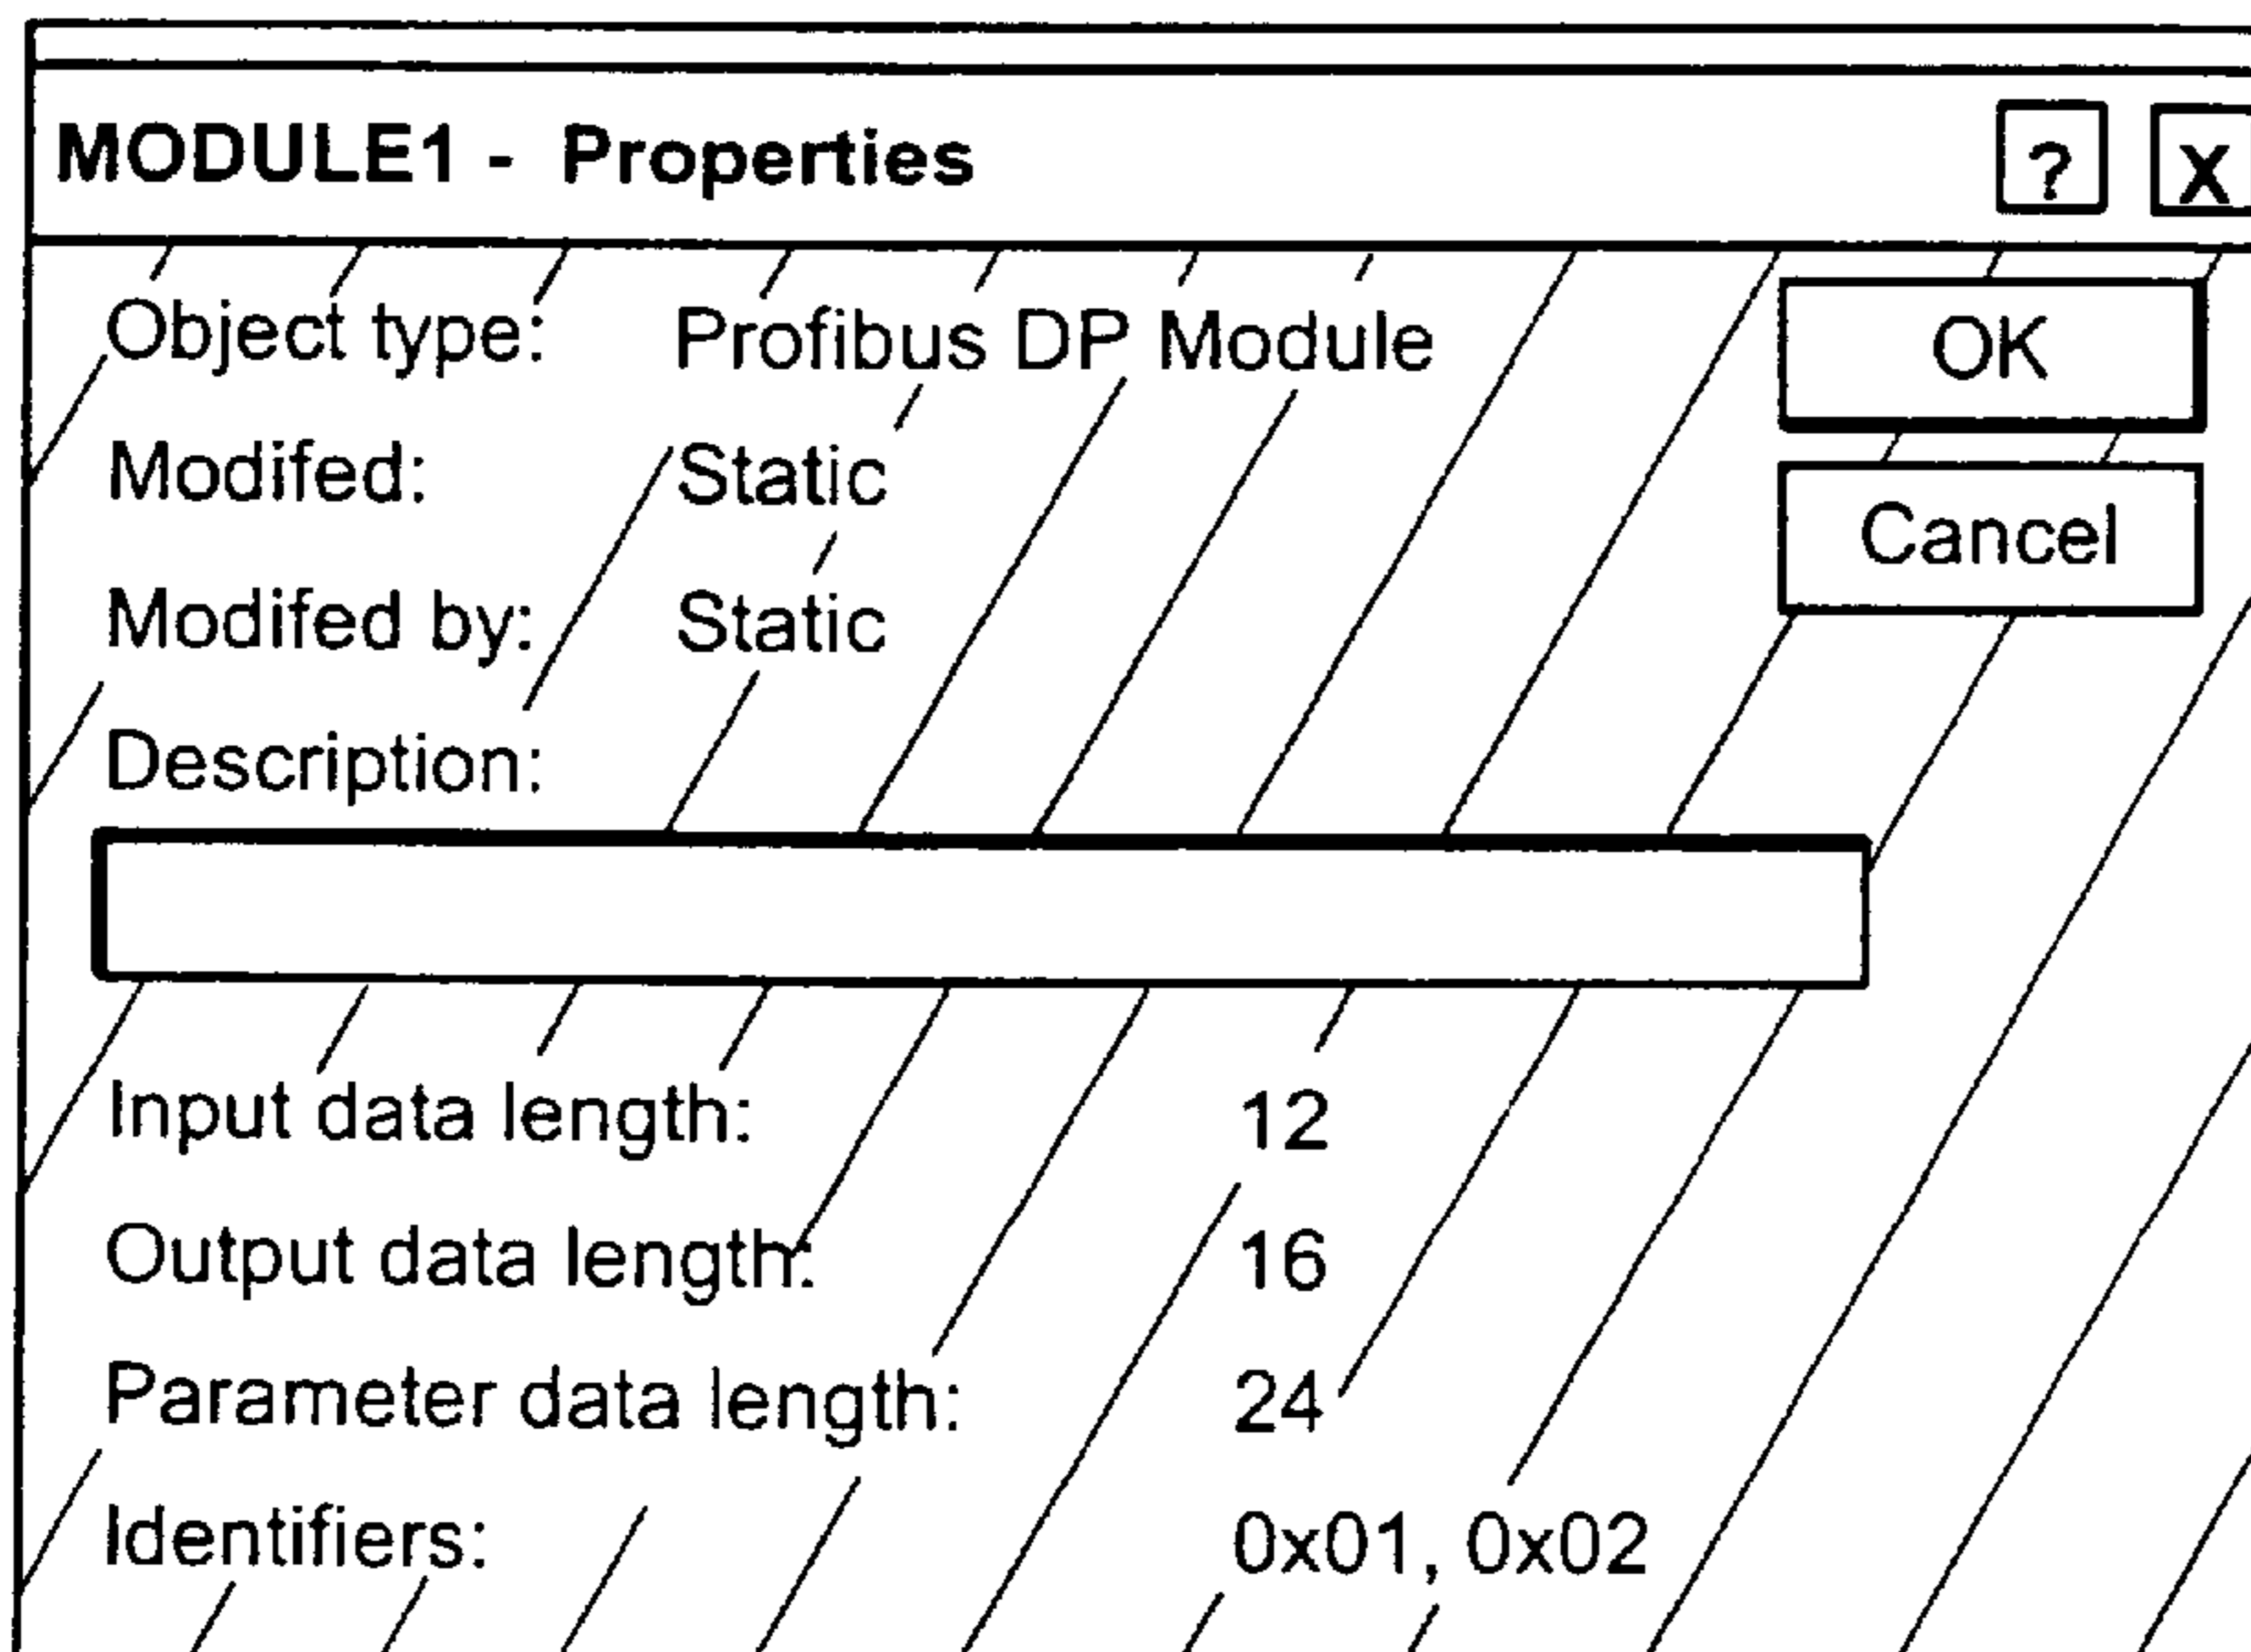 MODULE1 - Properties ? X
Object type: Profibus DP Module OK
Modifed: Static
Cancel
Modifed by: Static
Description:
Input data length: 12
Output data length: 16
Parameter data length: 24
Identifiers: 0x01, 0x02